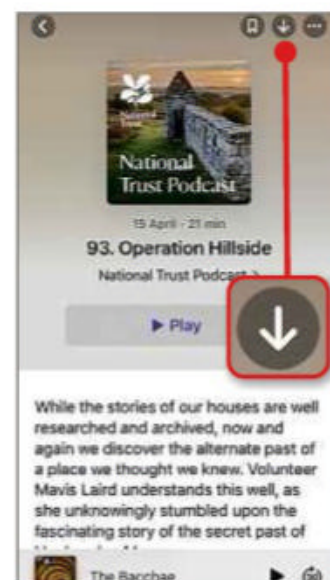 National
Trust
National
Trust Podcast
15 April - 21 min
93. Operation Hillside
National Trust Podcast >
▶ Play
While the stories of our houses are well
researched and archived, now and
again we discover the alternate past of
a place we thought we knew. Volunteer
Mavis Laird understands this well, as
she unknowingly stumbled upon the
fascinating story of the secret past of
The Bacchae